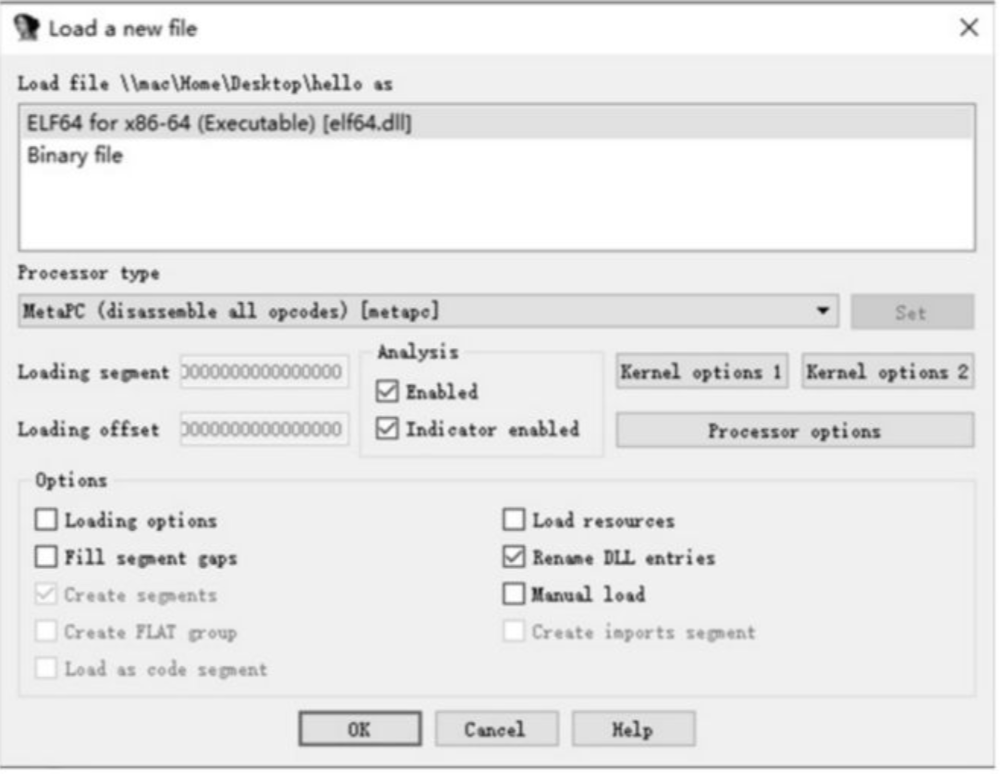 Load a new file
Load file \\mac\Home\Desktop\hello as
ELF64 for x86-64 (Executable) [elf64.dll]
Binary file
Processor type
MetaPC (disassemble all opcodes) [metapc]
Set
Loading segment 0000000000000000
Analysis
Enabled
Kernel options 1
Kernel options 2
Loading offset 0000000000000000
Indicator enabled
Processor options
Options
Loading options
Load resources
Fill segment gaps
Rename DLL entries
Create segments
Manual load
Create FLAT group
Create imports segment
Load as code segment
OK
Cancel
Help